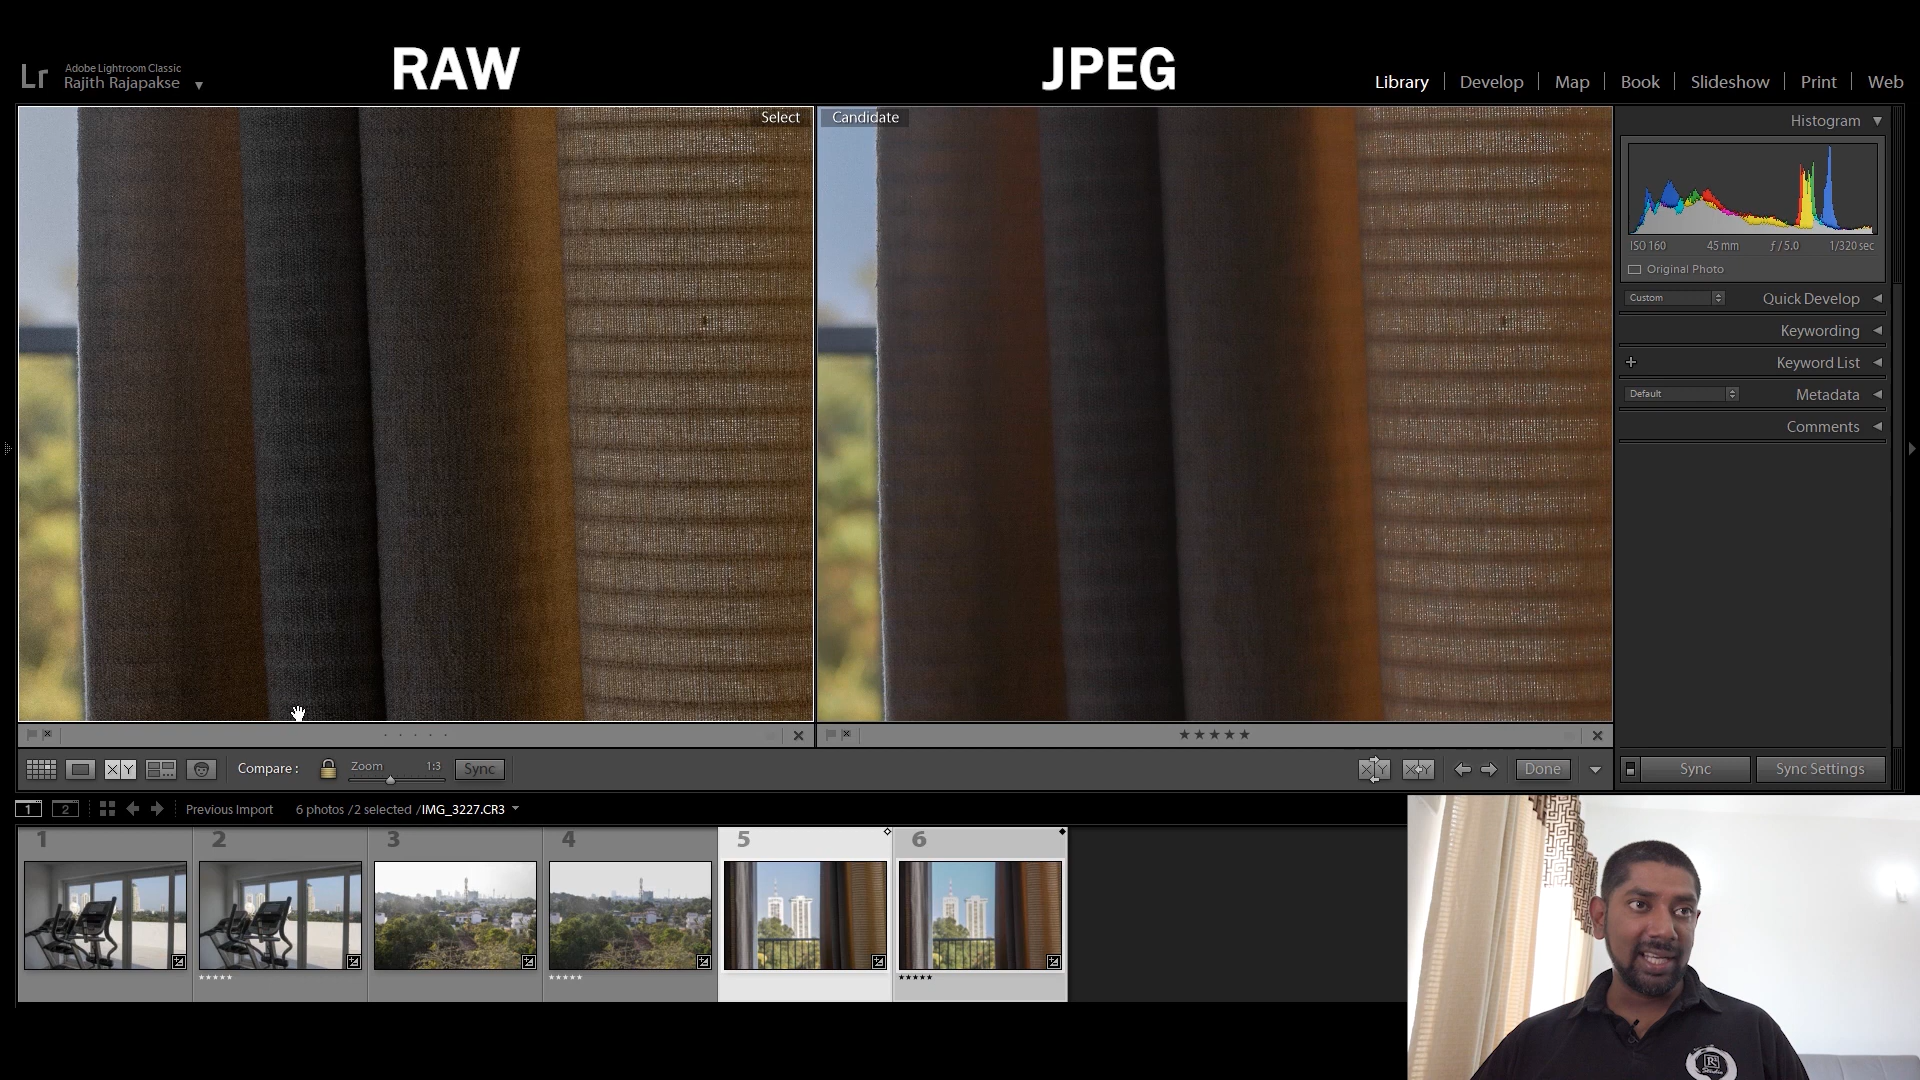 RAW
JPEG
Lr
Adobe Lightroom Classic
Rajith Rajapakse
Library
Develop
Map
Book
Slideshow
Print
Web
Select
Candidate
Histogram
ISO 160 45 mm f / 5.0 1/320 sec
Original Photo
Custom
Quick Develop
Keywording
Keyword List
Default
Metadata
Comments
X Y
Compare :
Zoom 1:3
Sync
X Y
X Y
Done
Sync
Sync Settings
1
2
Previous Import
6 photos /2 selected /IMG_3227.CR3
1
2
3
4
5
6